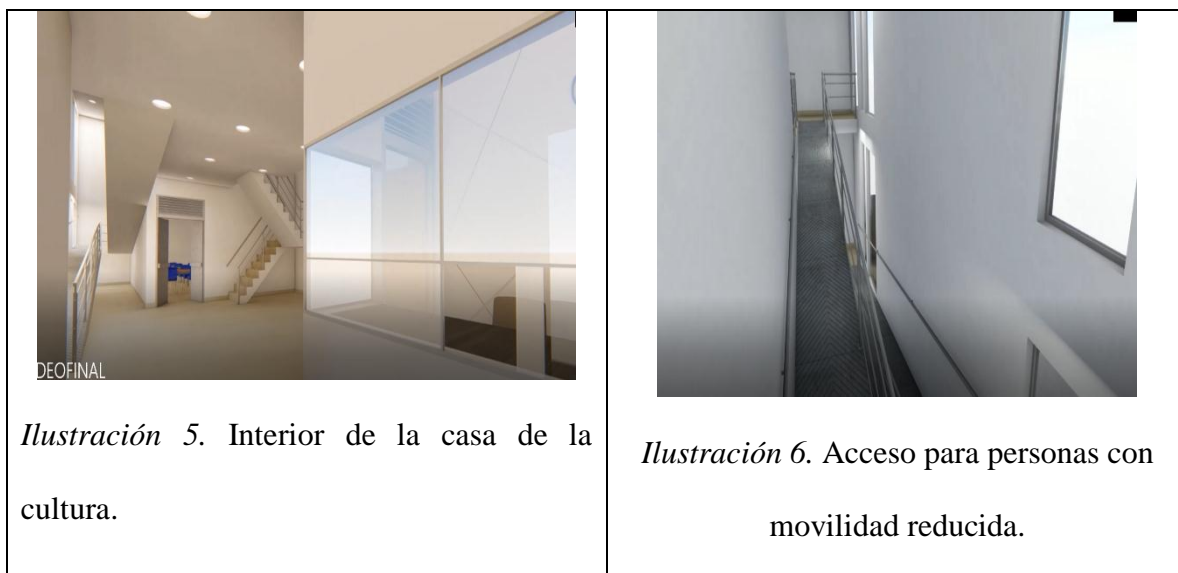 DEOFINAL
Ilustración 5. Interior de la casa de la
cultura.
Ilustración 6. Acceso para personas con
movilidad reducida.